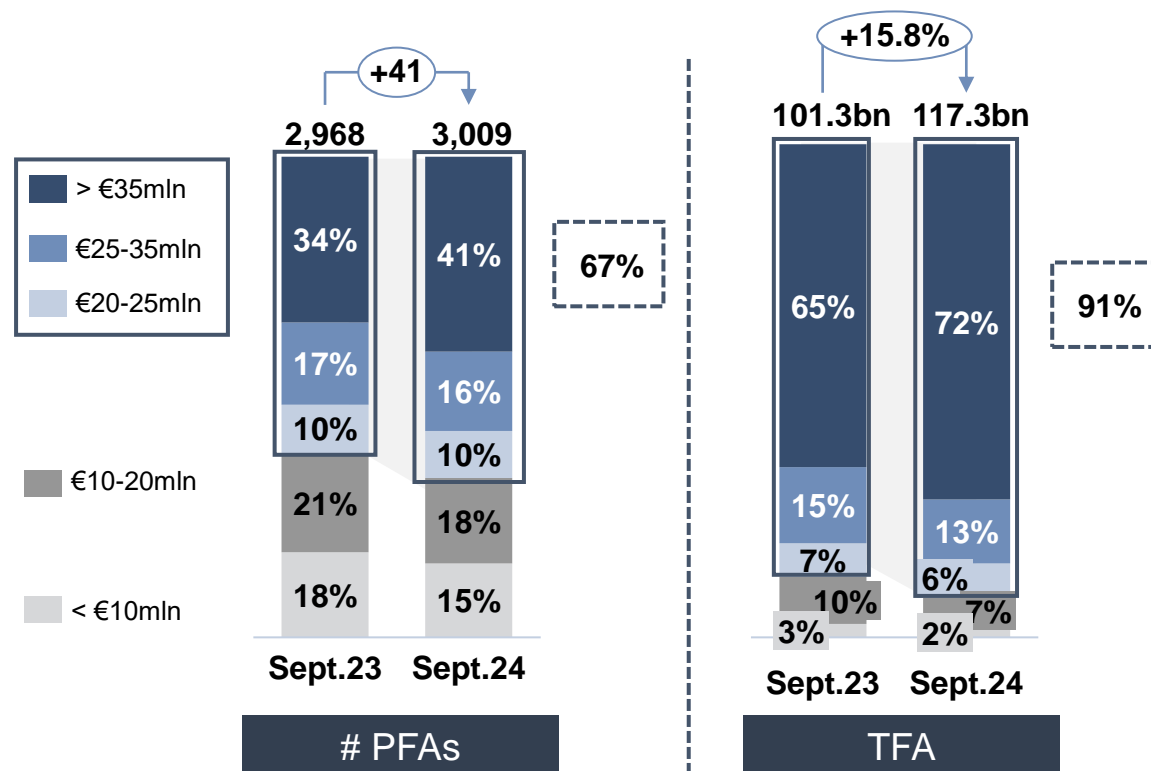 +41
2,968
3,009
> €35mln
€25-35mln
€20-25mln
€10-20mln
< €10mln
34%
17%
10%
21%
18%
41%
16%
10%
18%
15%
67%
Sept.23
Sept.24
# PFAs
+15.8%
101.3bn
117.3bn
65%
15%
7%
10%
3%
72%
13%
6%
7%
2%
91%
Sept.23
Sept.24
TFA